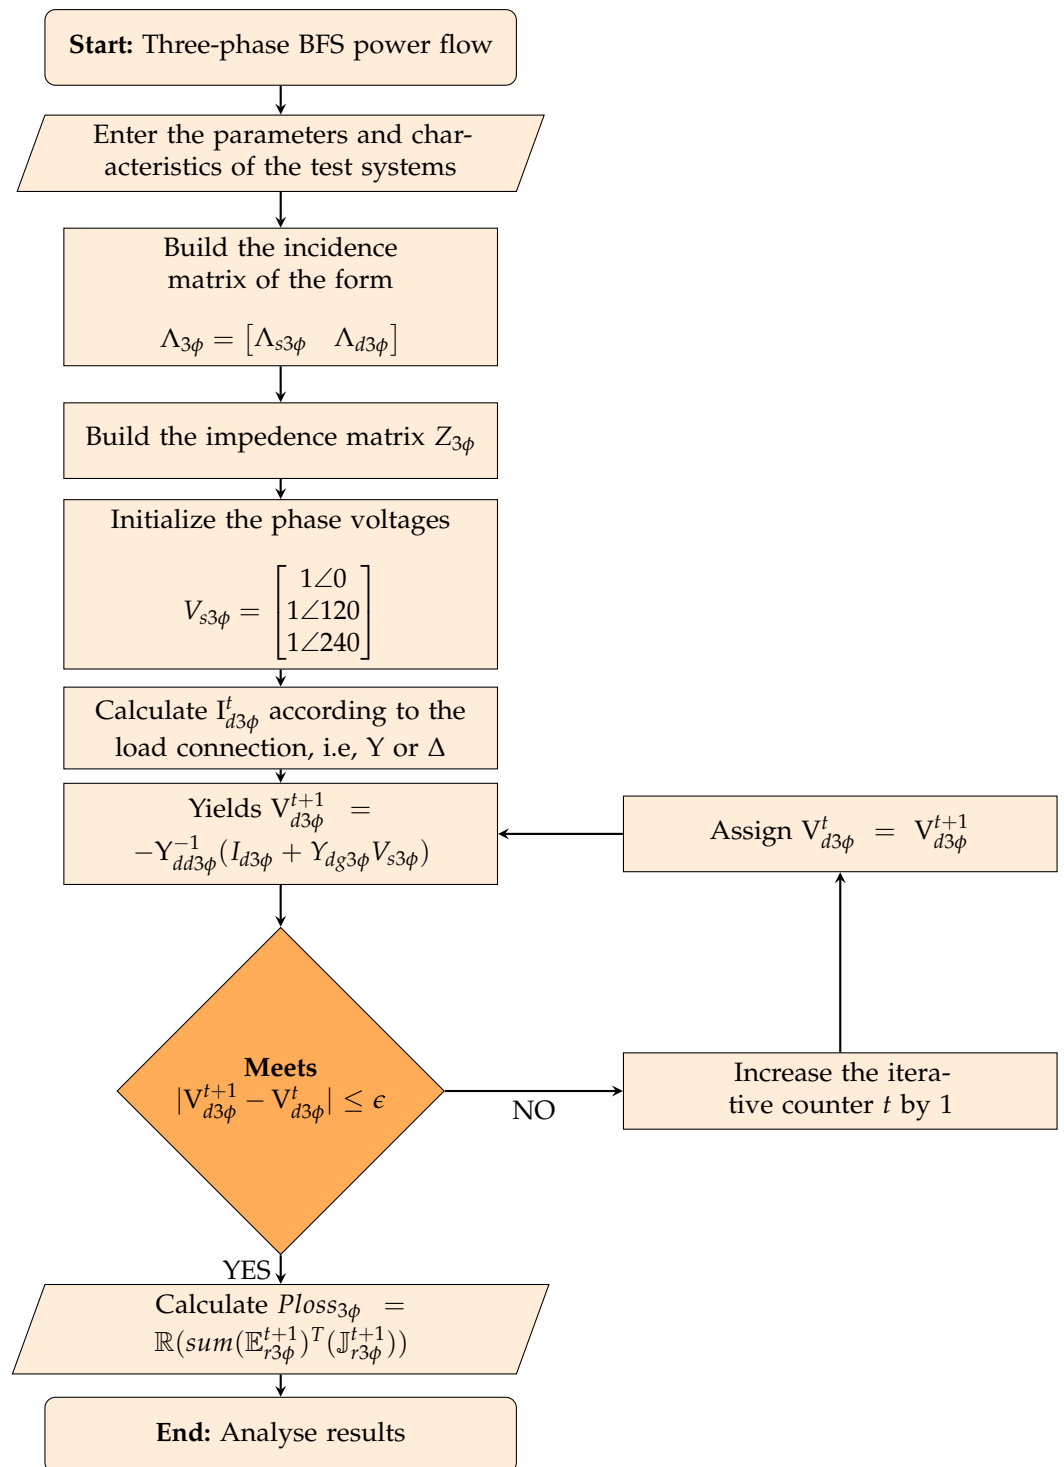 Start: Three-phase BFS power flow
Enter the parameters and char-
acteristics of the test systems
Build the incidence
matrix of the form
Λ₃ϕ = [Λₛ₃ϕ Λ_d3ϕ]
Build the impedence matrix Z₃ϕ
Initialize the phase voltages
V_s3ϕ = [1∠0
1∠120
1∠240]
Calculate I^t_d3ϕ according to the
load connection, i.e, Y or Δ
Yields V^{t+1}_d3ϕ =
−Y^{−1}_dd3ϕ(I_d3ϕ + Y_dg3ϕV_s3ϕ)
Assign V^t_d3ϕ = V^{t+1}_d3ϕ
Meets
|V^{t+1}_d3ϕ − V^t_d3ϕ| ≤ ϵ
NO
Increase the itera-
tive counter t by 1
YES
Calculate Ploss₃ϕ =
ℝ(sum(𝔼^{t+1}_r3ϕ)^T(𝕁^{t+1}_r3ϕ))
End: Analyse results